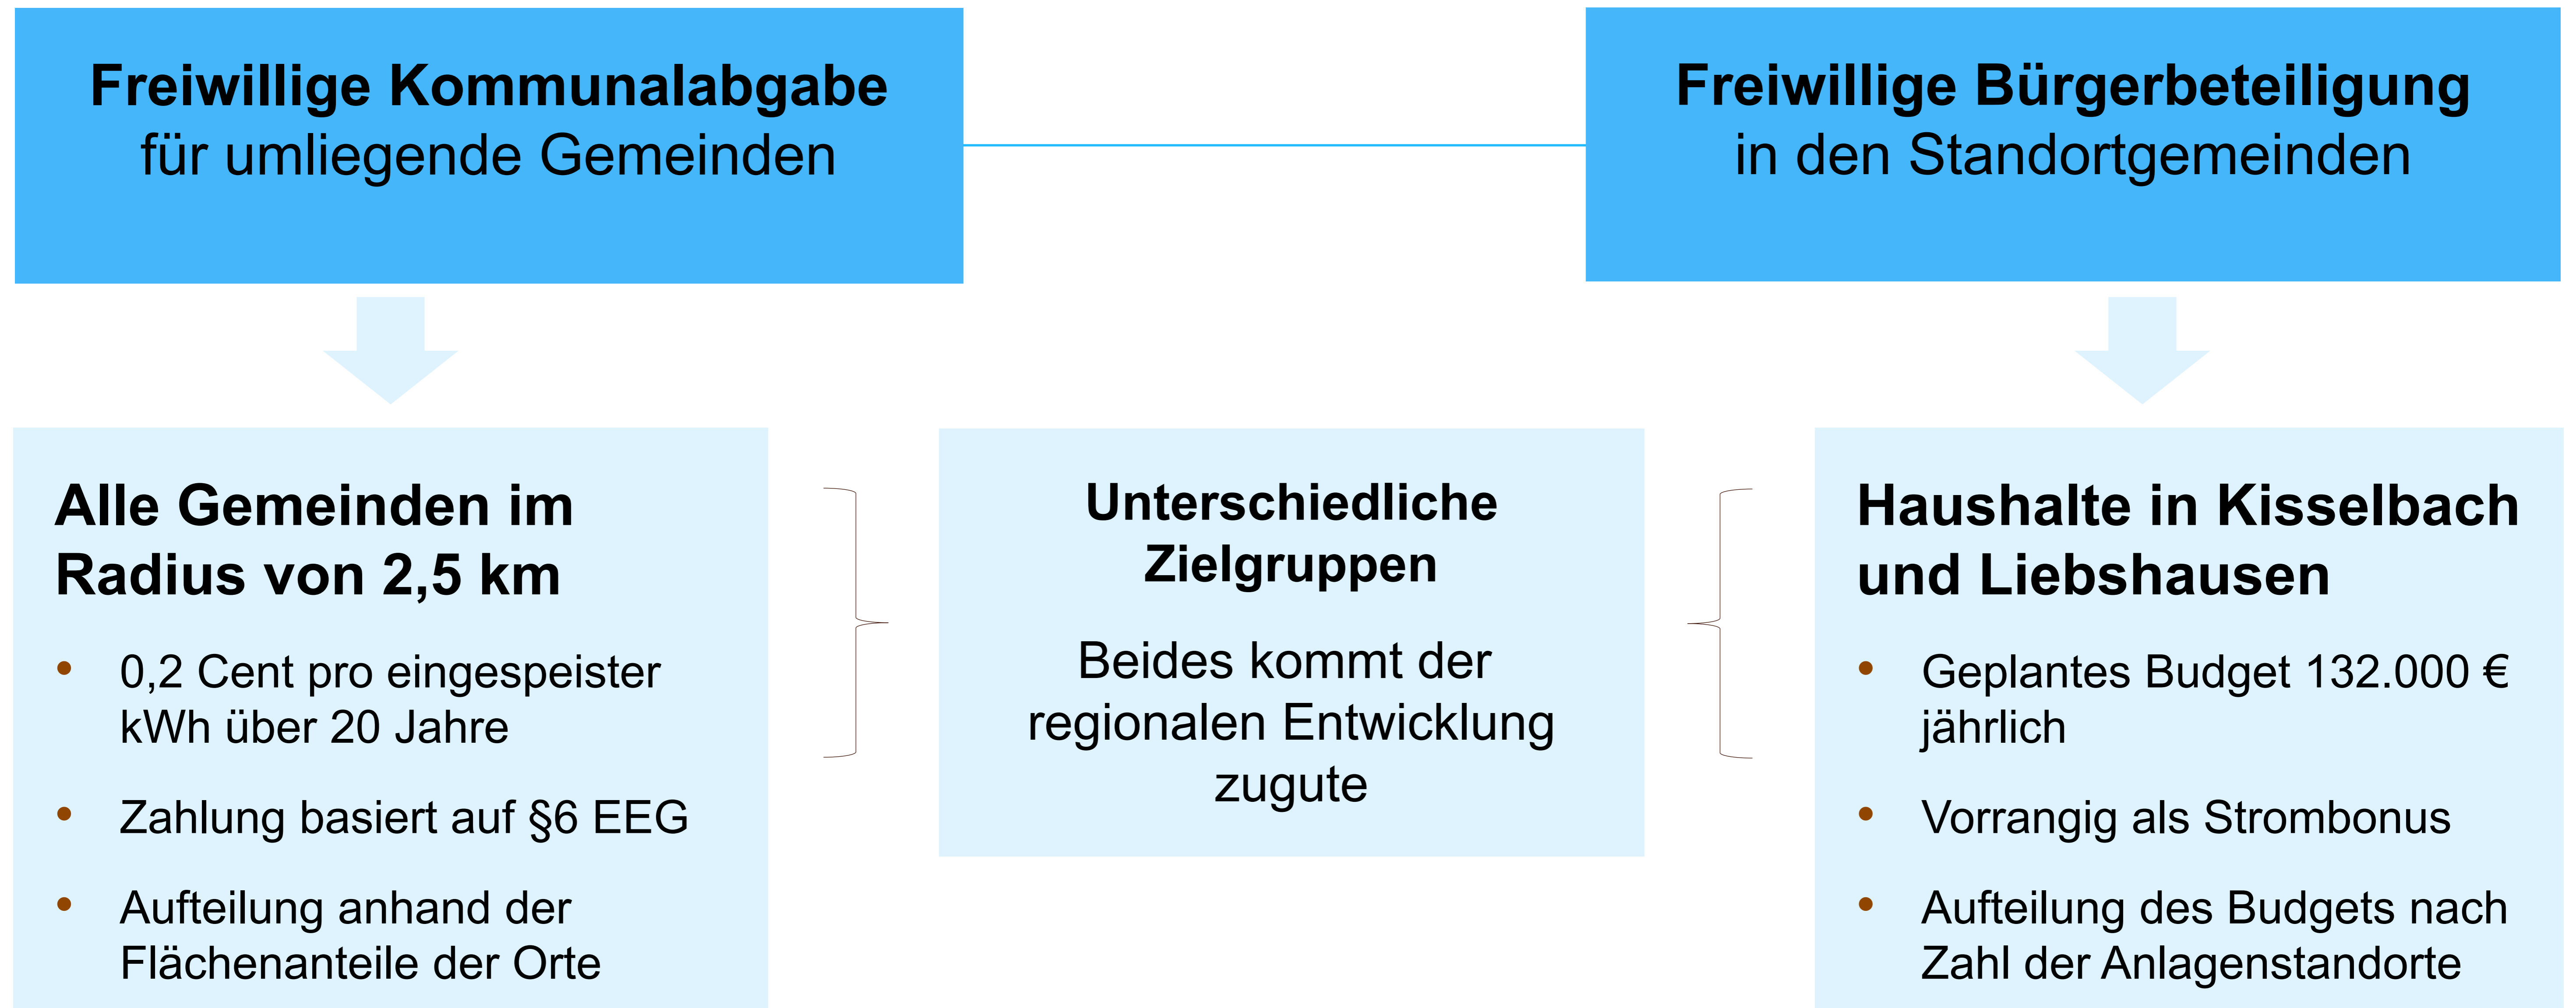 Freiwillige Kommunalabgabe
für umliegende Gemeinden
Freiwillige Bürgerbeteiligung
in den Standortgemeinden
Alle Gemeinden im
Radius von 2,5 km
• 0,2 Cent pro eingespeister
kWh über 20 Jahre
• Zahlung basiert auf §6 EEG
• Aufteilung anhand der
Flächenanteile der Orte
Unterschiedliche
Zielgruppen
Beides kommt der
regionalen Entwicklung
zugute
Haushalte in Kisselbach
und Liebshausen
• Geplantes Budget 132.000 €
jährlich
• Vorrangig als Strombonus
• Aufteilung des Budgets nach
Zahl der Anlagenstandorte